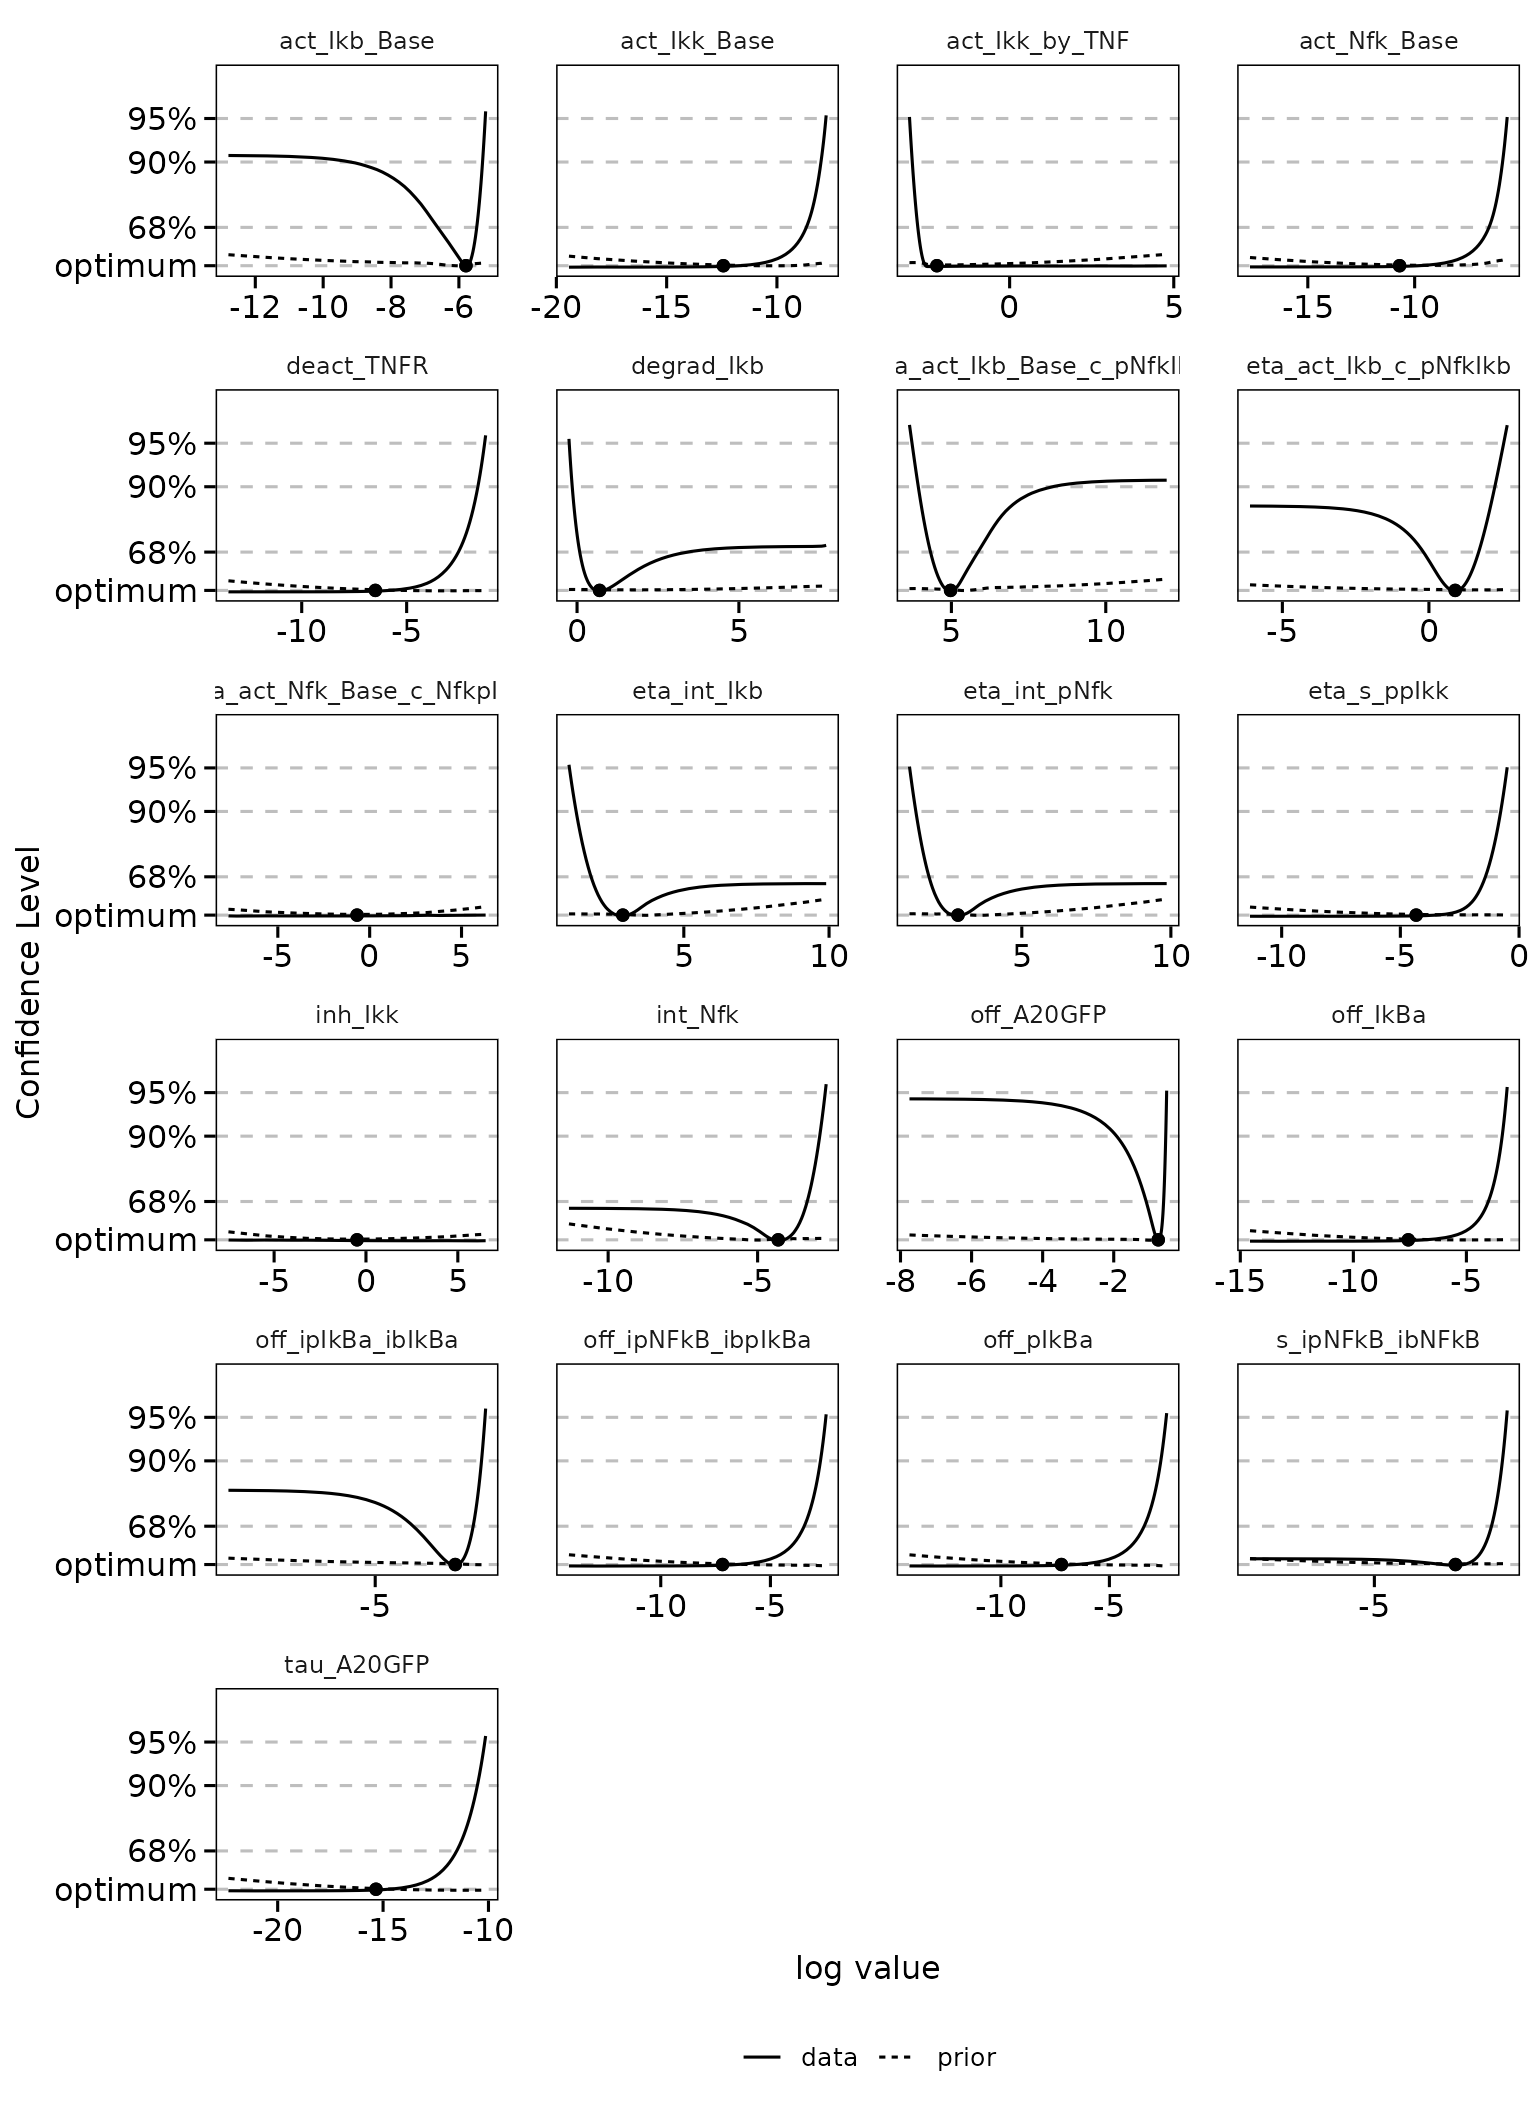 act_Ikb_Base act_Ikk_Base act_Ikk_by_TNF act_Nfk_Base
95%
90%
68%
optimum
-12 -10 -8 -6 -20 -15 -10 0 5 -15 -10
deact_TNFR degrad_Ikb a_act_Ikb_Base_c_pNfkI eta_act_Ikb_c_pNfkIkb
95%
90%
68%
optimum
-10 -5 0 5 5 10 -5 0
a_act_Nfk_Base_c_NfkpI eta_int_Ikb eta_int_pNfk eta_s_ppIkk
95%
90%
68%
optimum
-5 0 5 5 10 5 10 -10 -5 0
Confidence Level
inh_Ikk int_Nfk off_A20GFP off_IkBa
95%
90%
68%
optimum
-5 0 5 -10 -5 -8 -6 -4 -2 -15 -10 -5
off_ipIkBa_ibIkBa off_ipNFkB_ibpIkBa off_pIkBa s_ipNFkB_ibNFkB
95%
90%
68%
optimum
-5 -10 -5 -10 -5 -5
tau_A20GFP
95%
90%
68%
optimum
-20 -15 -10
log value
data prior